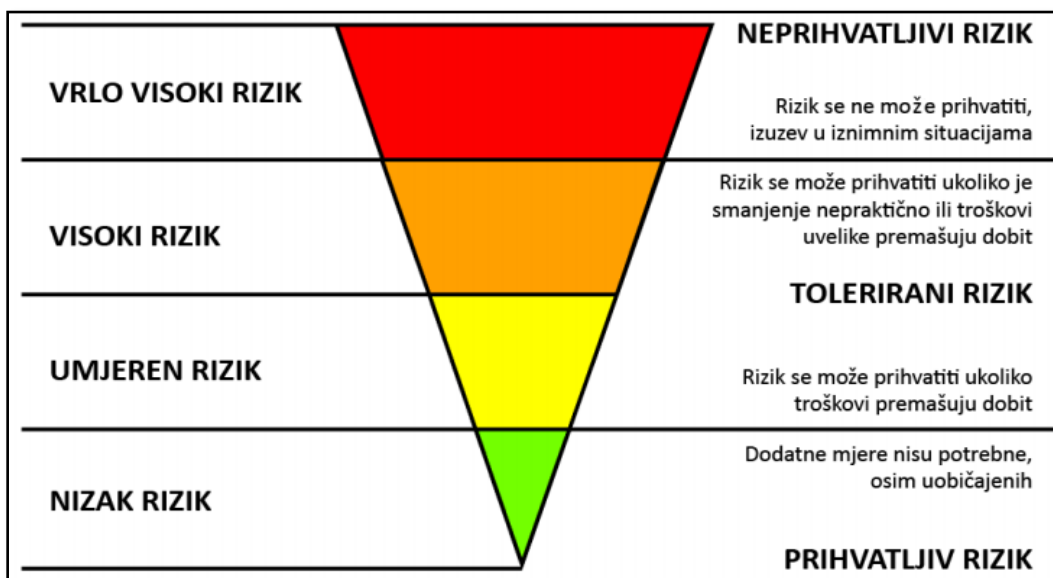 NEPRIHVATLJIVI RIZIK
VRLO VISOKI RIZIK
Rizik se ne može prihvatiti,
izuzev u iznimnim situacijama
Rizik se može prihvatiti ukoliko je
smanjenje nepraktično ili troškovi
uvelike premašuju dobit
VISOKI RIZIK
TOLERIRANI RIZIK
UMJEREN RIZIK
Rizik se može prihvatiti ukoliko
troškovi premašuju dobit
Dodatne mjere nisu potrebne,
osim uobičajenih
NIZAK RIZIK
PRIHVATLJIV RIZIK